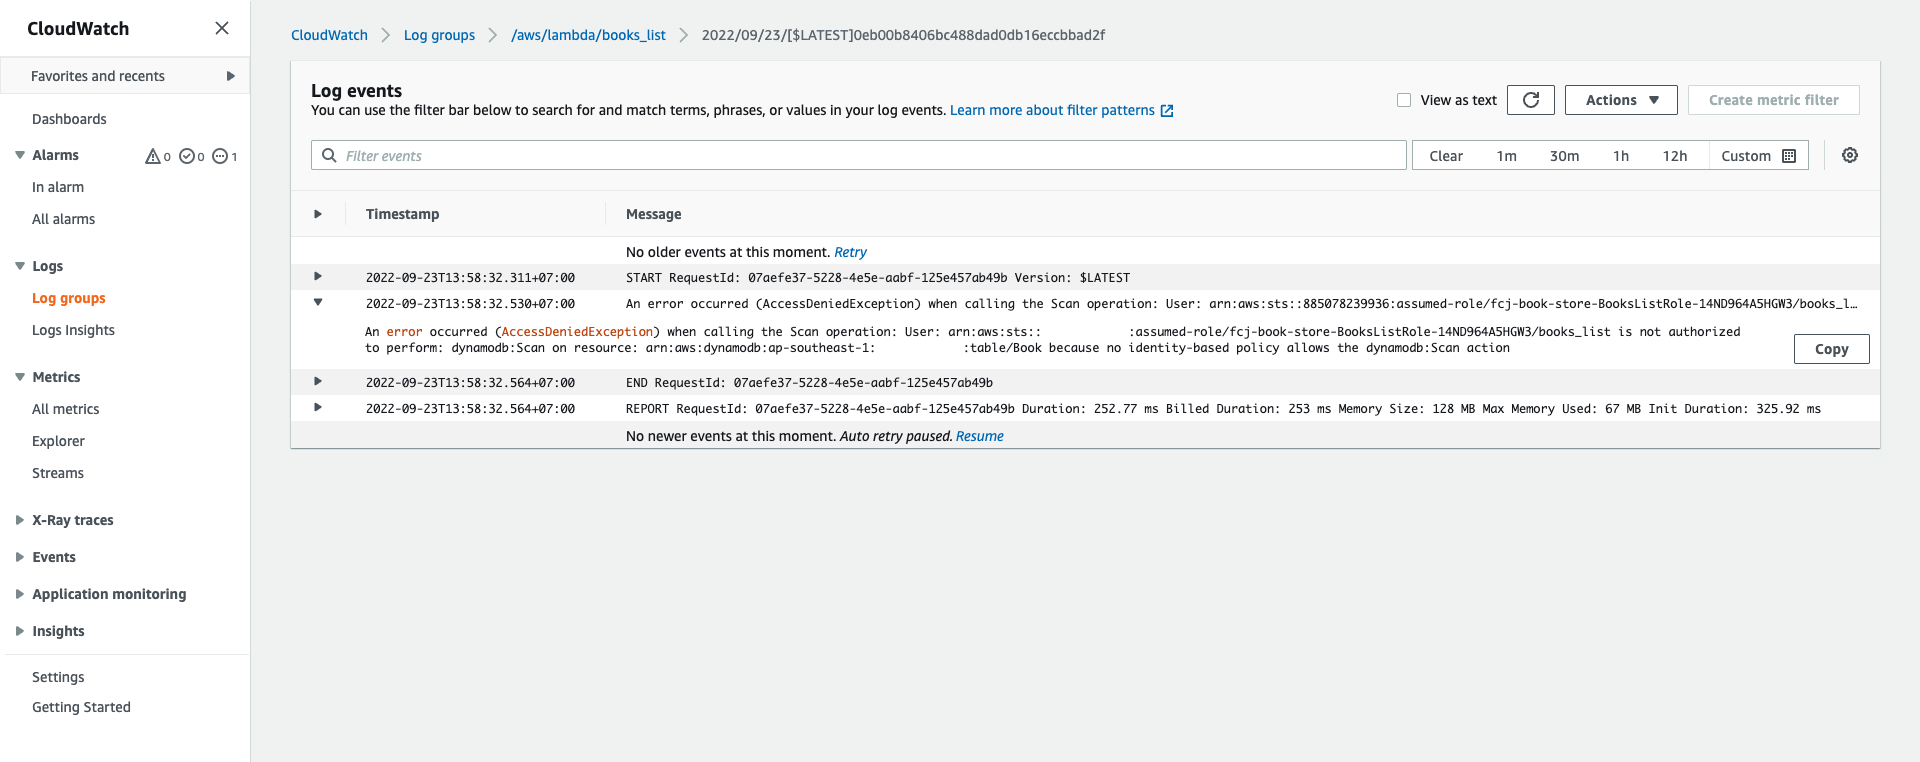 CloudWatch
Favorites and recents
Dashboards
Alarms 0 0 1
In alarm
All alarms
Logs
Log groups
Logs Insights
Metrics
All metrics
Explorer
Streams
X-Ray traces
Events
Application monitoring
Insights
Settings
Getting Started
CloudWatch Log groups /aws/lambda/books_list 2022/09/23/[$LATEST]0eb00b8406bc488dad0db16eccbbad2f
Log events
You can use the filter bar below to search for and match terms, phrases, or values in your log events. Learn more about filter patterns
View as text Actions Create metric filter
Filter events Clear 1m 30m 1h 12h Custom
Timestamp Message
No older events at this moment. Retry
2022-09-23T13:58:32.311+07:00 START RequestId: 07aefe37-5228-4e5e-aabf-125e457ab49b Version: $LATEST
2022-09-23T13:58:32.530+07:00 An error occurred (AccessDeniedException) when calling the Scan operation: User: arn:aws:sts::885078239936:assumed-role/fcj-book-store-BooksListRole-14ND964A5HGW3/books_l…
An error occurred (AccessDeniedException) when calling the Scan operation: User: arn:aws:sts:: :assumed-role/fcj-book-store-BooksListRole-14ND964A5HGW3/books_list is not authorized
to perform: dynamodb:Scan on resource: arn:aws:dynamodb:ap-southeast-1: :table/Book because no identity-based policy allows the dynamodb:Scan action
Copy
2022-09-23T13:58:32.564+07:00 END RequestId: 07aefe37-5228-4e5e-aabf-125e457ab49b
2022-09-23T13:58:32.564+07:00 REPORT RequestId: 07aefe37-5228-4e5e-aabf-125e457ab49b Duration: 252.77 ms Billed Duration: 253 ms Memory Size: 128 MB Max Memory Used: 67 MB Init Duration: 325.92 ms
No newer events at this moment. Auto retry paused. Resume